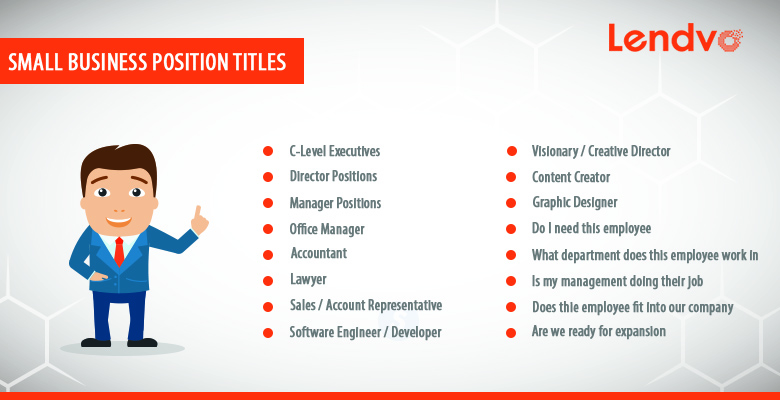 Lendvo
SMALL BUSINESS POSITION TITLES
C-Level Executives
Director Positions
Manager Positions
Office Manager
Accountant
Lawyer
Sales / Account Representative
Software Engineer / Developer
Visionary / Creative Director
Content Creator
Graphic Designer
Do I need this employee
What department does this employee work in
Is my management doing their job
Does thie employee fit into our company
Are we ready for expansion